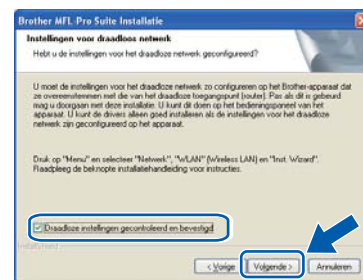 Brother MFL-Pro Suite Installatie
Instellingen voor draadloos netwerk
Hebt u de instellingen voor het draadloze netwerk geconfigureerd?
U moet de instellingen voor het draadloze netwerk zo configureren op het Brother-apparaat dat
ze overeenstemmen met die van het draadloze toegangspunt (router). Pas als dit is gebeurd
mag u doorgaan met deze installatie. U kunt dit doen op het bedieningspaneel van het
apparaat. U kunt de drivers alleen goed installeren als de instellingen voor het draadloze
netwerk zijn geconfigureerd op het apparaat.
Druk op "Menu" en selecteer "Netwerk", "WLAN" (Wireless LAN) en "Inst. Wizard".
Raadpleeg de beknopte installatiehandleiding voor instructies.
Draadloze instellingen gecontroleerd en bevestigd
InstallShield
< Vorige
Volgende >
Annuleren